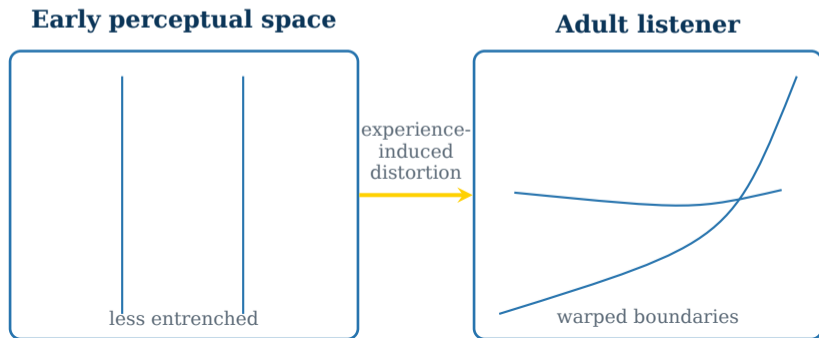 Early perceptual space
Adult listener
experience-
induced
distortion
less entrenched
warped boundaries